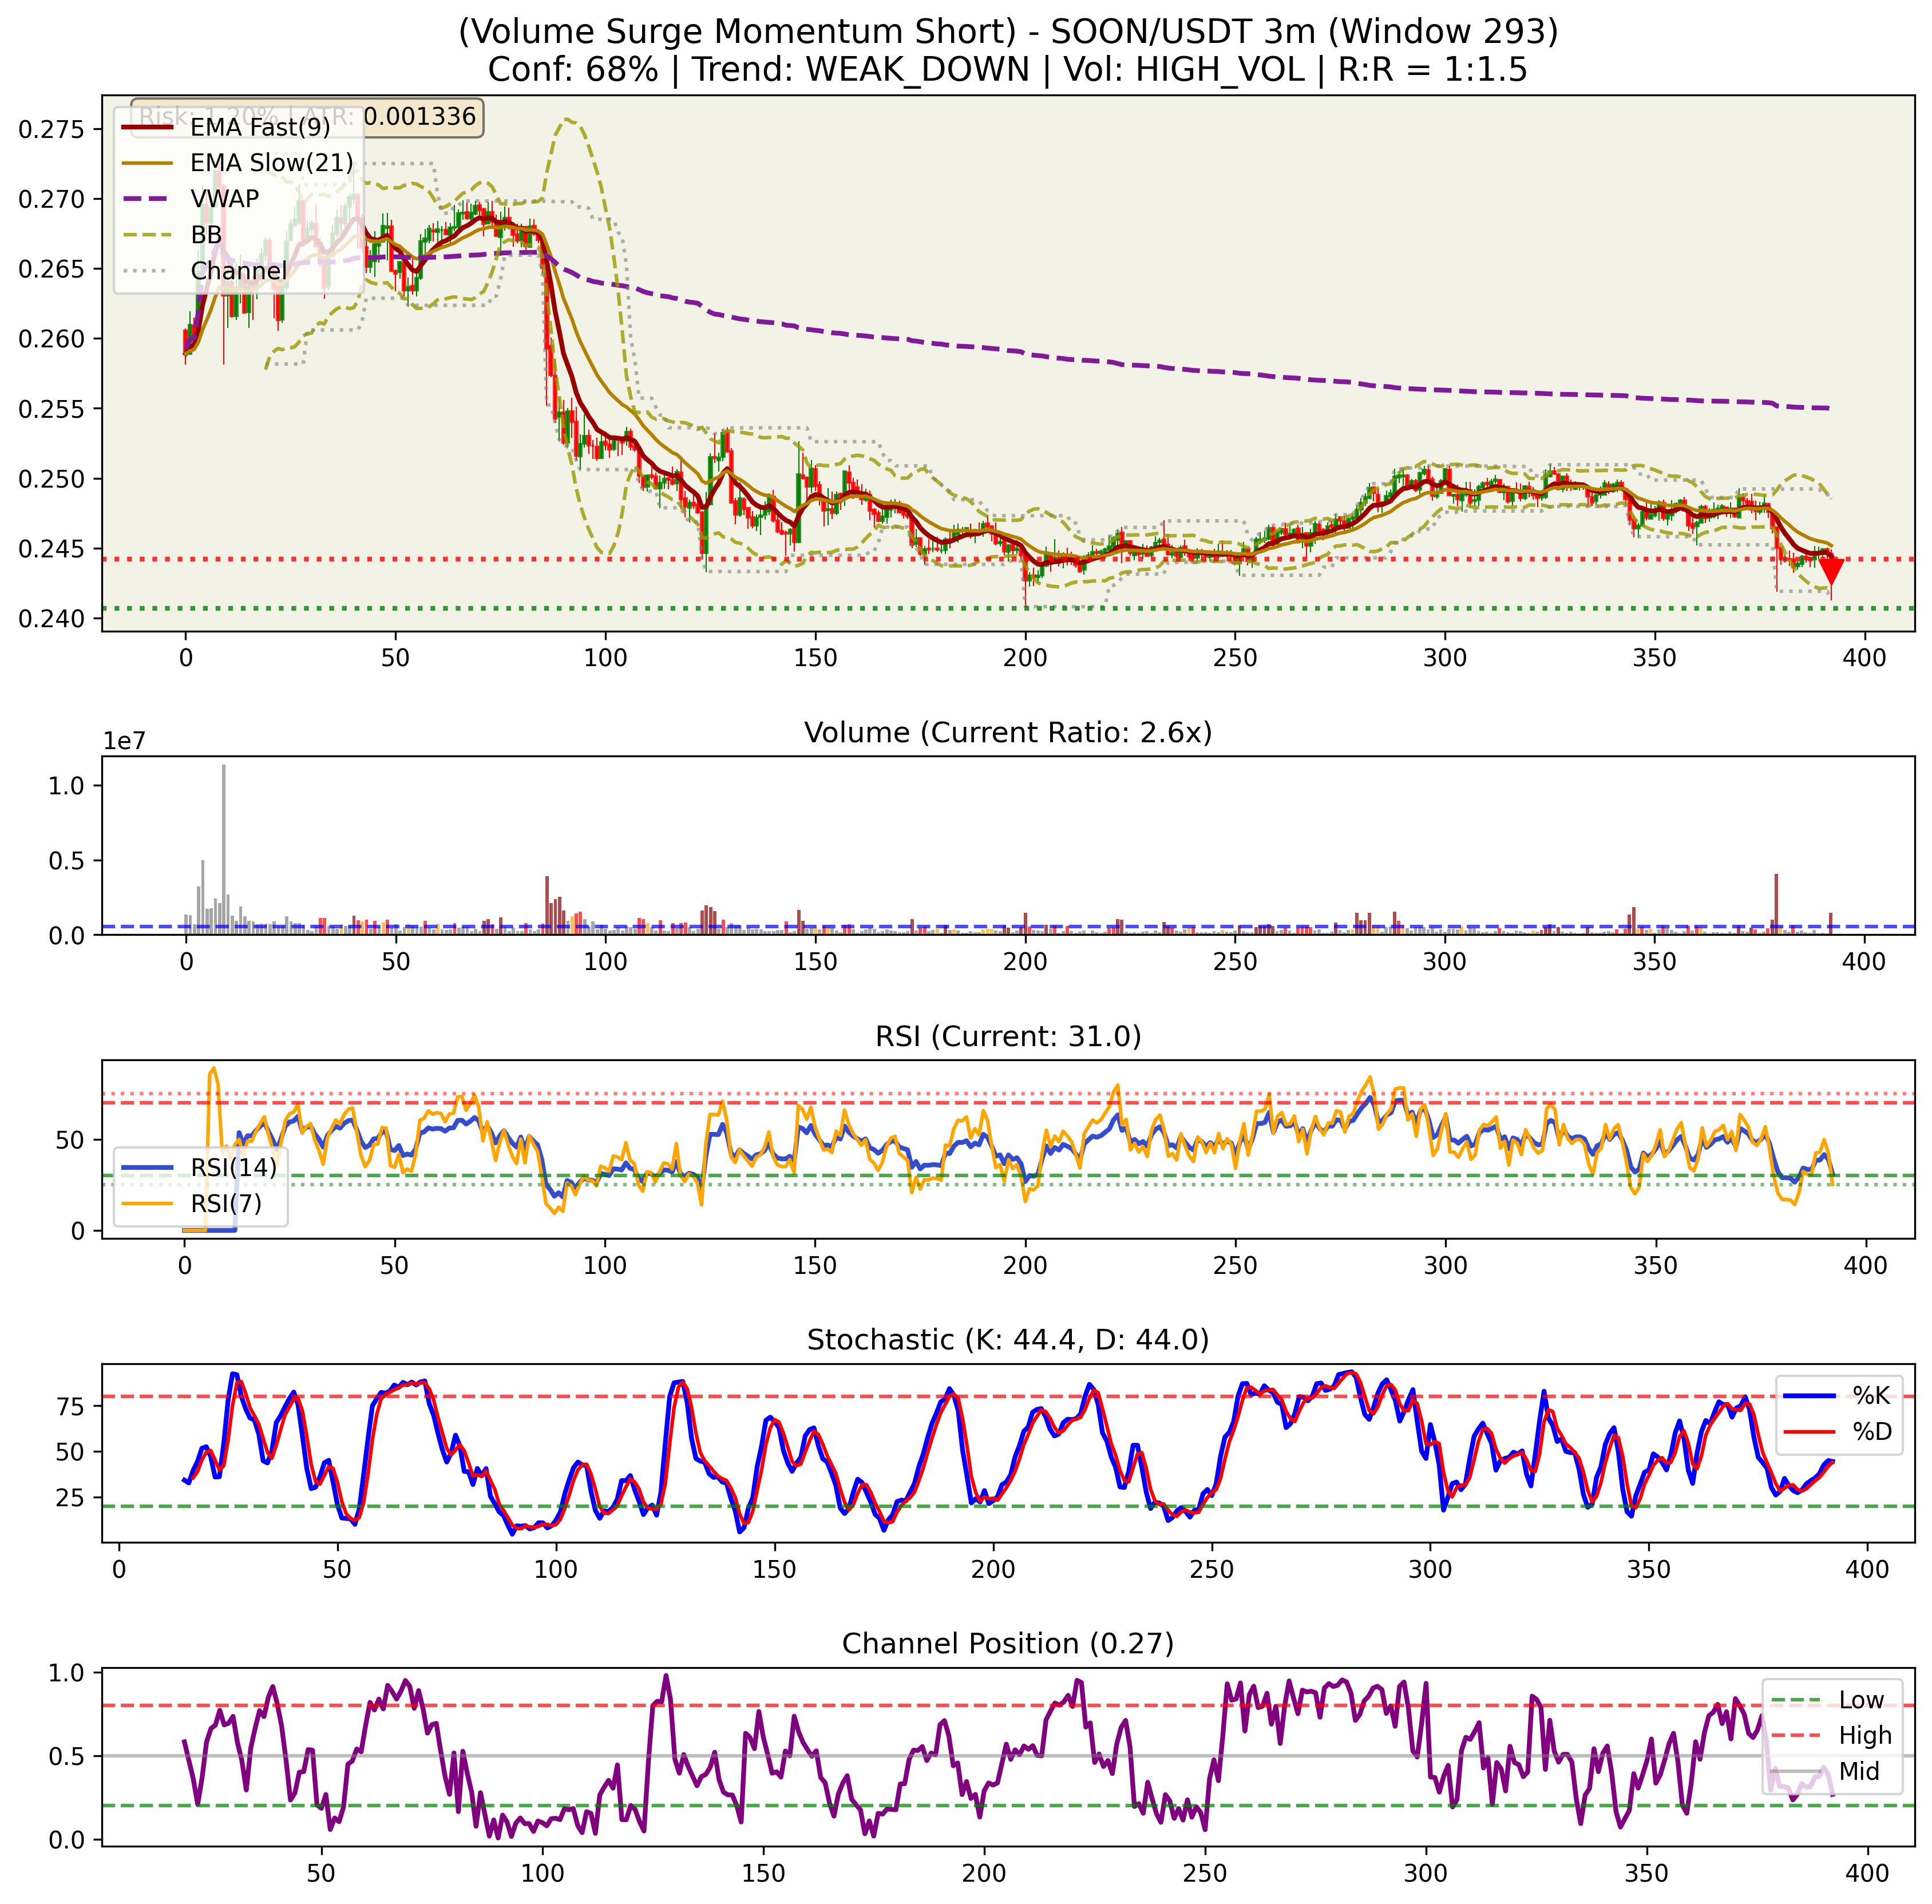 (Volume Surge Momentum Short) - SOON/USDT 3m (Window 293)
Conf: 68% | Trend: WEAK_DOWN | Vol: HIGH_VOL | R:R = 1:1.5
Risk: 1.20% | ATR: 0.001336
EMA Fast(9)
EMA Slow(21)
VWAP
BB
Channel
0.275
0.270
0.265
0.260
0.255
0.250
0.245
0.240
0 50 100 150 200 250 300 350 400
Volume (Current Ratio: 2.6x)
1e7
1.0
0.5
0.0
0 50 100 150 200 250 300 350 400
RSI (Current: 31.0)
50
0
RSI(14)
RSI(7)
0 50 100 150 200 250 300 350 400
Stochastic (K: 44.4, D: 44.0)
75
50
25
%K
%D
0 50 100 150 200 250 300 350 400
Channel Position (0.27)
1.0
0.5
0.0
Low
High
Mid
50 100 150 200 250 300 350 400